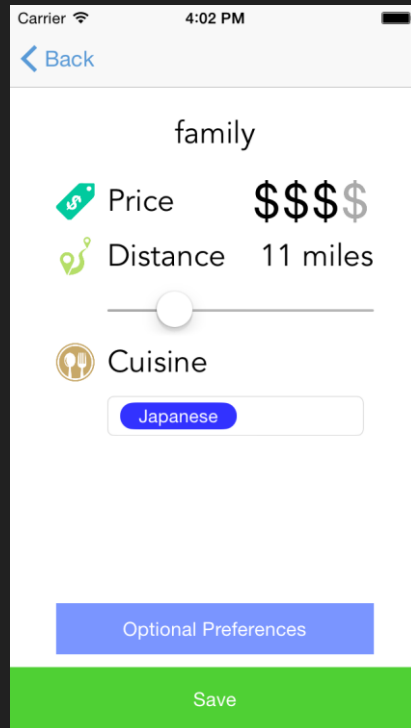 Carrier 4:02 PM
Back
family
Price $$$$
Distance 11 miles
Cuisine
Japanese
Optional Preferences
Save